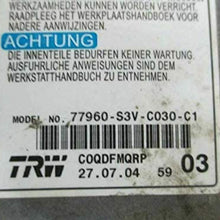 WERKZAAMHEDEN KUNNEN WORDEN VERRICHT
RAADPLEEG HET WERKPLAATSHANDBOEK VOOR
NADERE AANWIJZINGEN.
ACHTUNG
DIE INNENTEILE BEDÜRFEN KEINER WARTUNG.
AUSFÜHRLICHE ANWEISUNGEN SIND DEM
WERKSTATTHANDBUCH ZU ENTNEHMEN.
MODEL NO. 77960-S3V-C030-C1
TRW COQDFMQRP 03
27.07.04 59